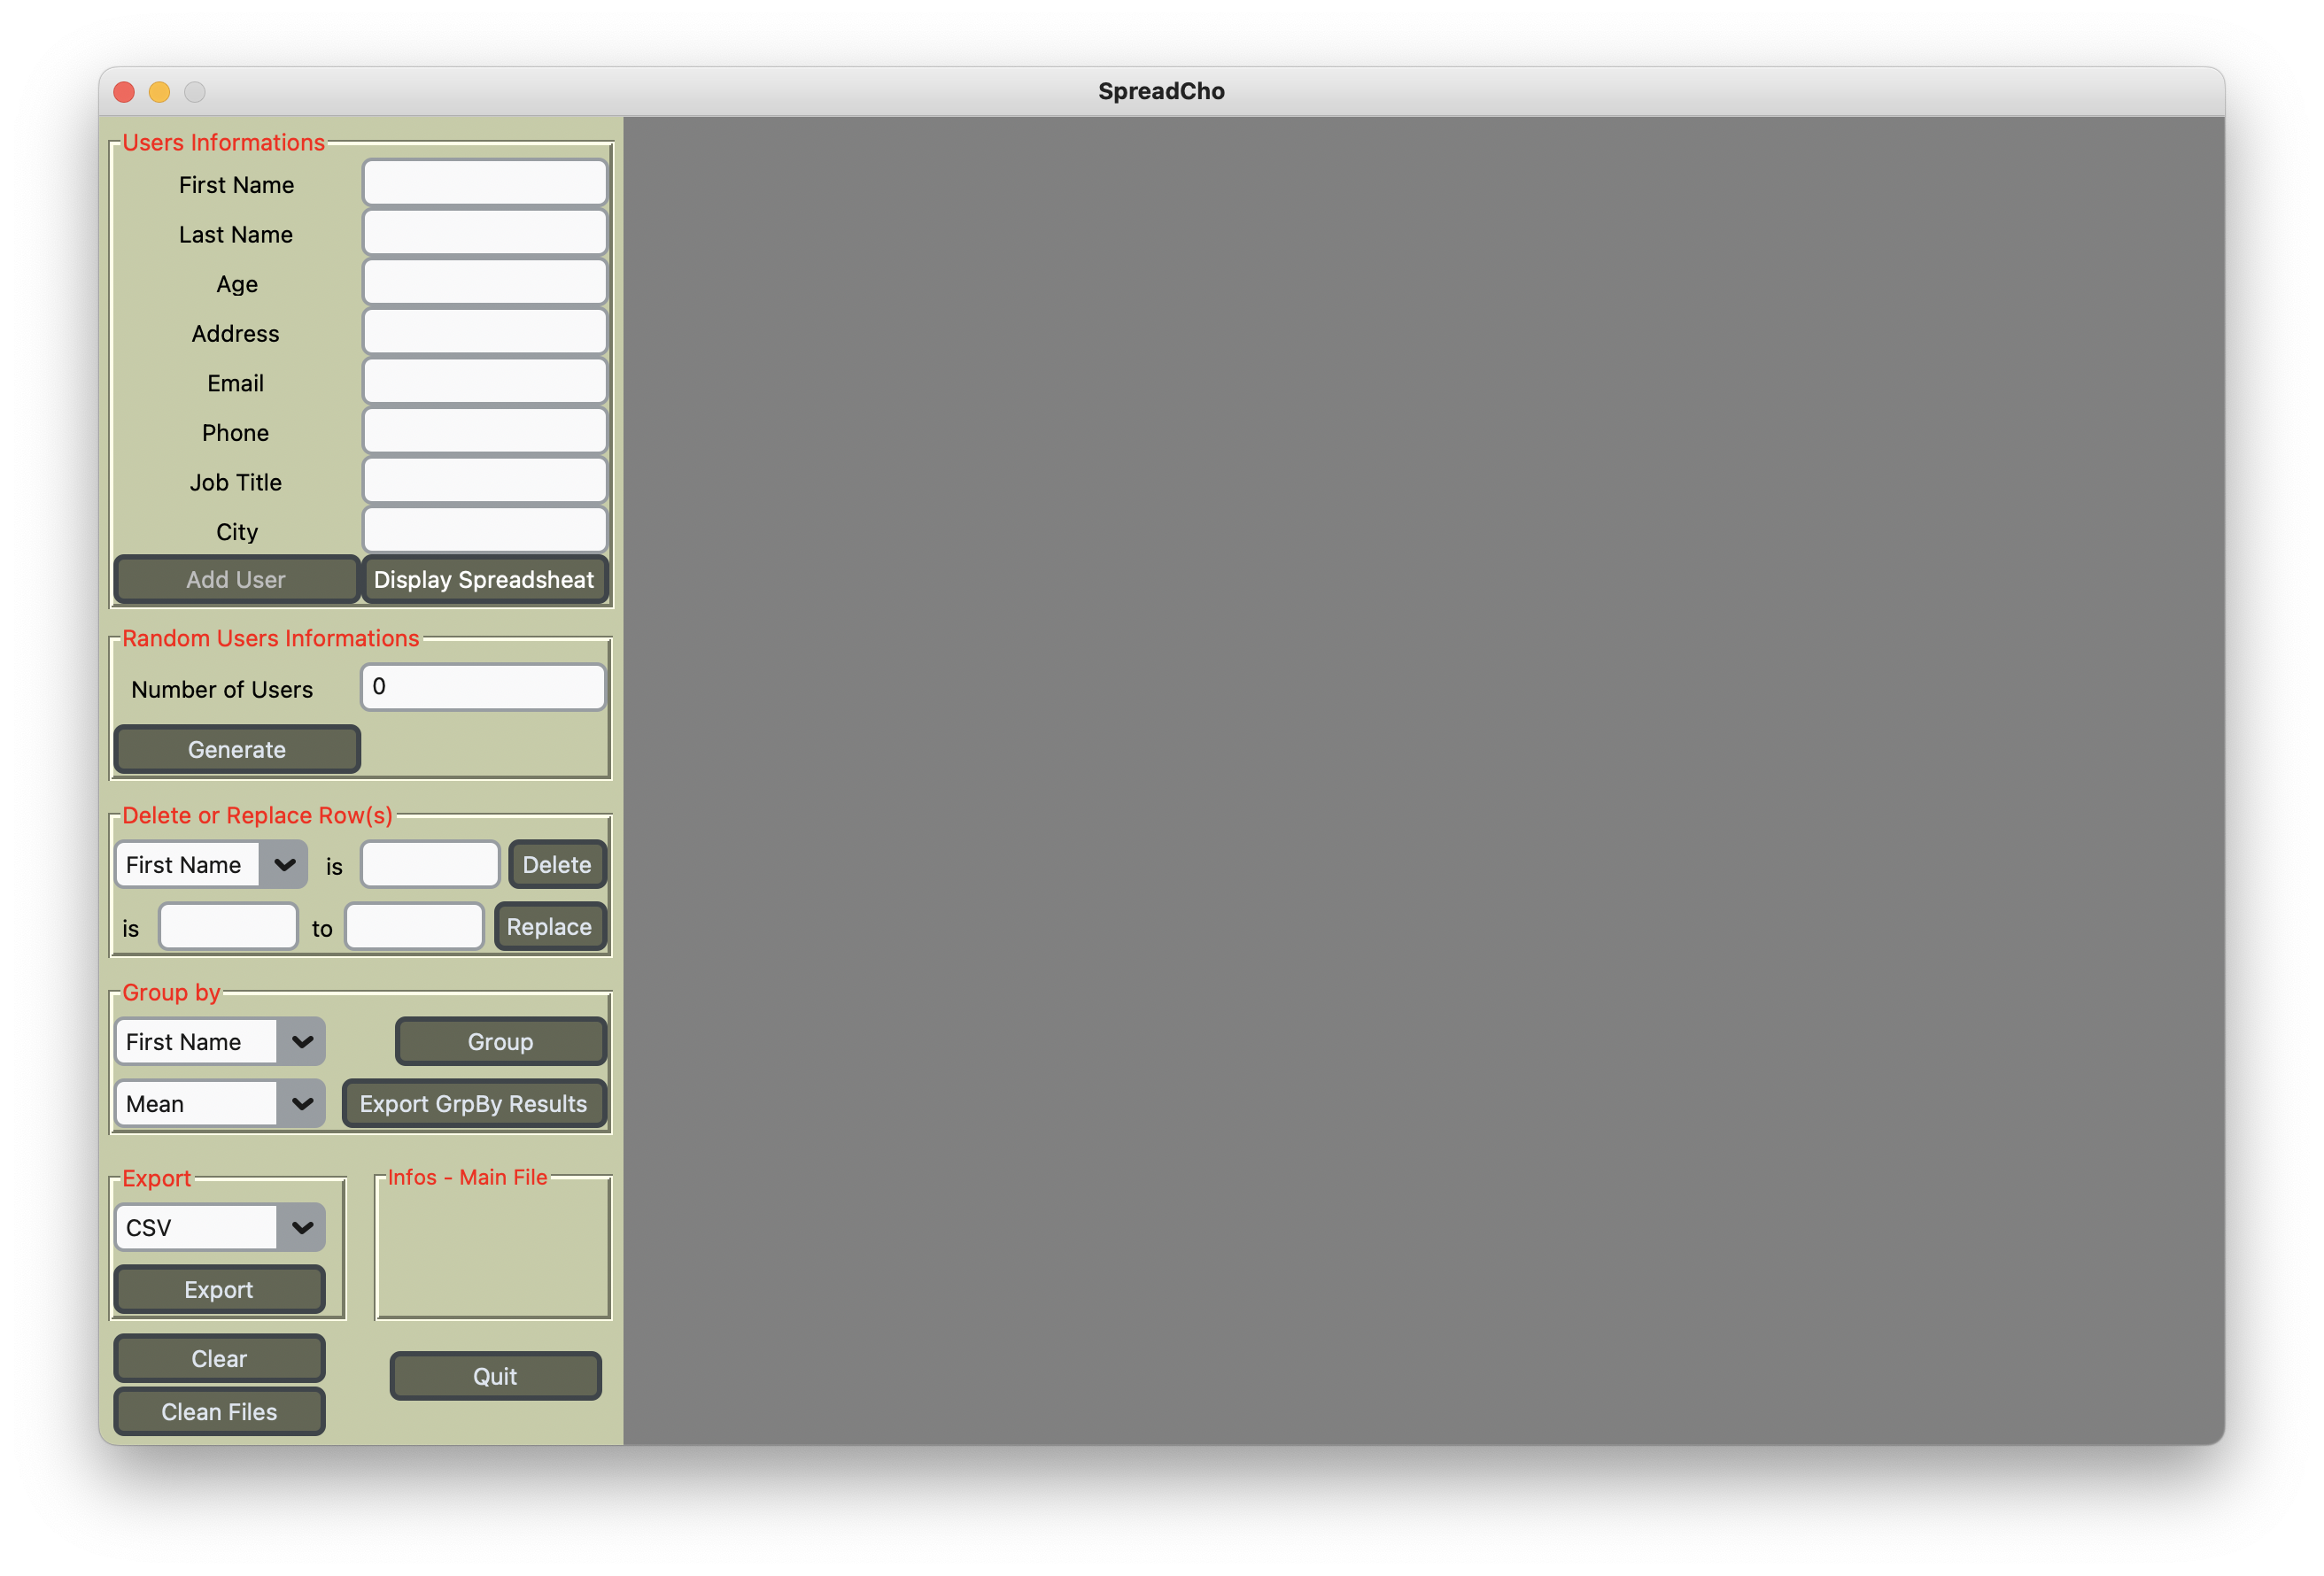 SpreadCho
Users Informations
First Name
Last Name
Age
Address
Email
Phone
Job Title
City
Add User Display Spreadsheat
Random Users Informations
Number of Users 0
Generate
Delete or Replace Row(s)
First Name is Delete
is to Replace
Group by
First Name Group
Mean Export GrpBy Results
Export
CSV
Export
Infos - Main File
Clear
Quit
Clean Files